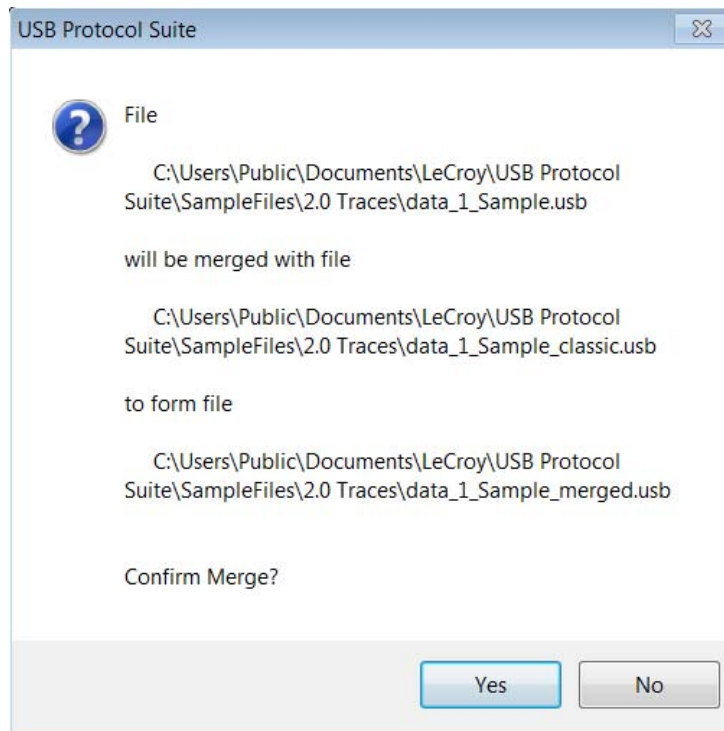 USB Protocol Suite
File
C:\Users\Public\Documents\LeCroy\USB Protocol
Suite\SampleFiles\2.0 Traces\data_1_Sample.usb
will be merged with file
C:\Users\Public\Documents\LeCroy\USB Protocol
Suite\SampleFiles\2.0 Traces\data_1_Sample_classic.usb
to form file
C:\Users\Public\Documents\LeCroy\USB Protocol
Suite\SampleFiles\2.0 Traces\data_1_Sample_merged.usb
Confirm Merge?
Yes
No